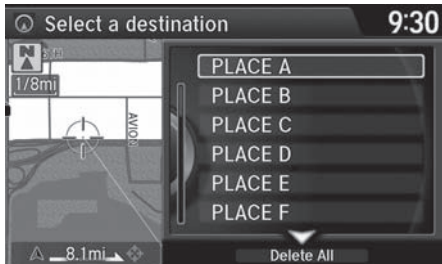 Select a destination
9:30
N
1/8mi
AVION
8.1mi
PLACE A
PLACE B
PLACE C
PLACE D
PLACE E
PLACE F
Delete All